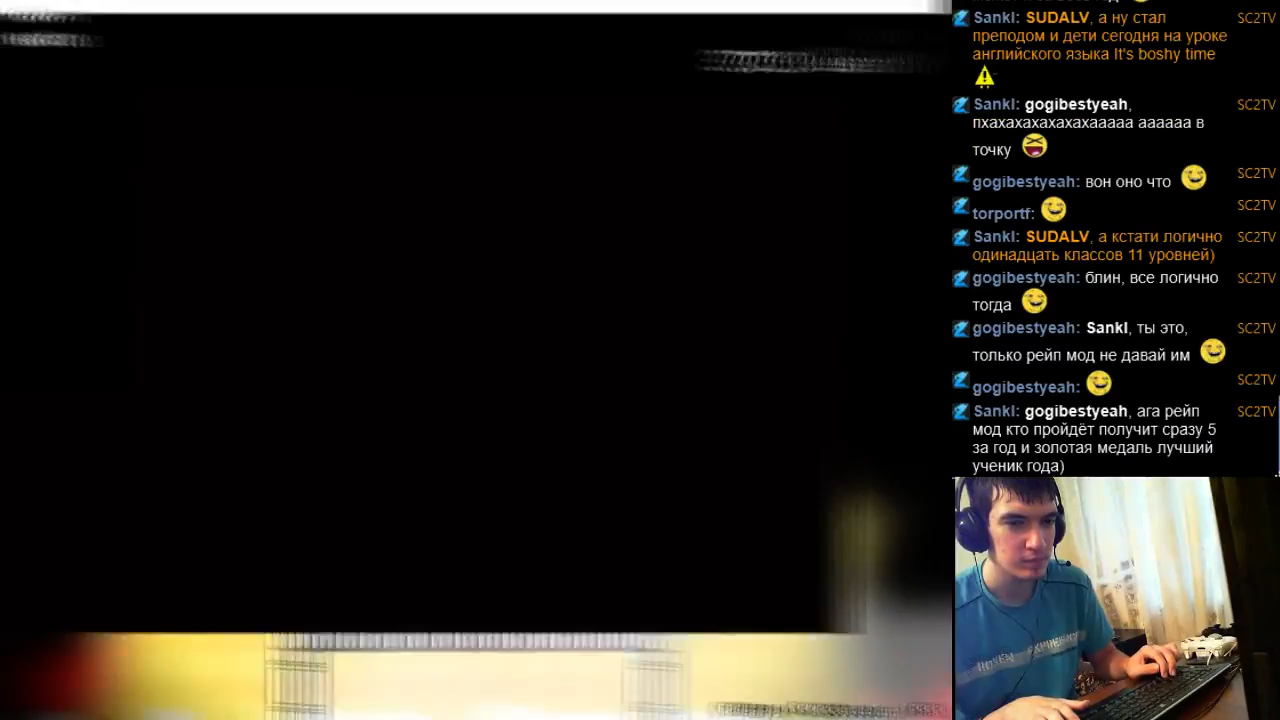 Sankl: SUDALV, а ну стал SC2TV
преподом и дети сегодня на уроке
английского языка It's boshy time
Sankl: gogibestyeah, SC2TV
пхахахахахахахааааа аааааа в
точку
gogibestyeah: вон оно что SC2TV
torportf: SC2TV
Sankl: SUDALV, а кстати логично SC2TV
одинадцать классов 11 уровней)
gogibestyeah: блин, все логично SC2TV
тогда
gogibestyeah: Sankl, ты это, SC2TV
только рейп мод не давай им
gogibestyeah: SC2TV
Sankl: gogibestyeah, ага рейп SC2TV
мод кто пройдёт получит сразу 5
за год и золотая медаль лучший
ученик года)